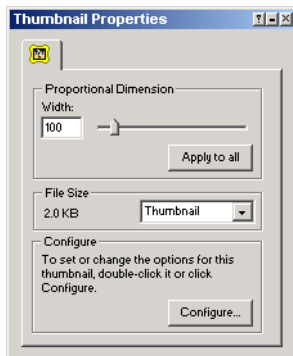 Thumbnail Properties
Proportional Dimension
Width:
100
Apply to all
File Size
2.0 KB
Thumbnail
Configure
To set or change the options for this
thumbnail, double-click it or click
Configure.
Configure...